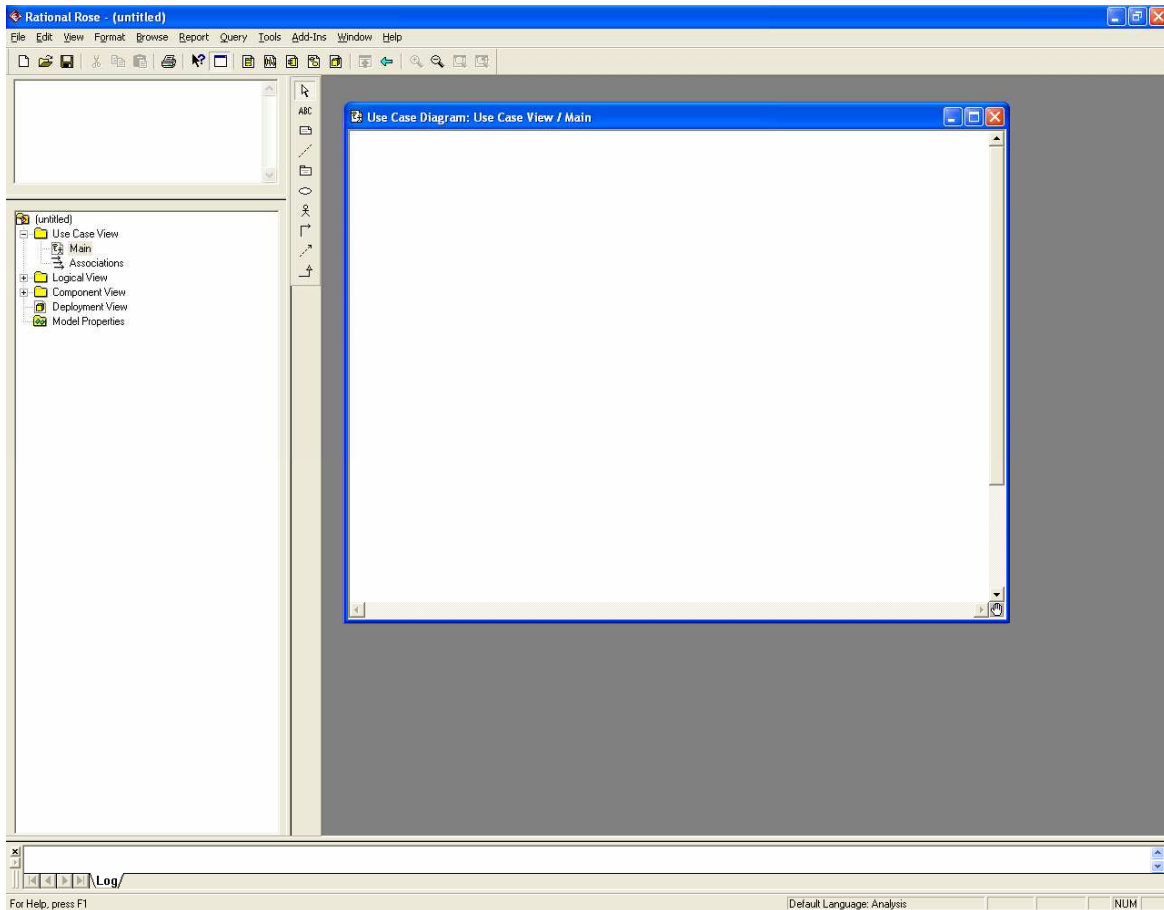 Rational Rose - (untitled)
File Edit View Format Browse Report Query Tools Add-Ins Window Help
ABC
Use Case Diagram: Use Case View / Main
(untitled)
Use Case View
Main
Associations
Logical View
Component View
Deployment View
Model Properties
Log
For Help, press F1
Default Language: Analysis
NUM